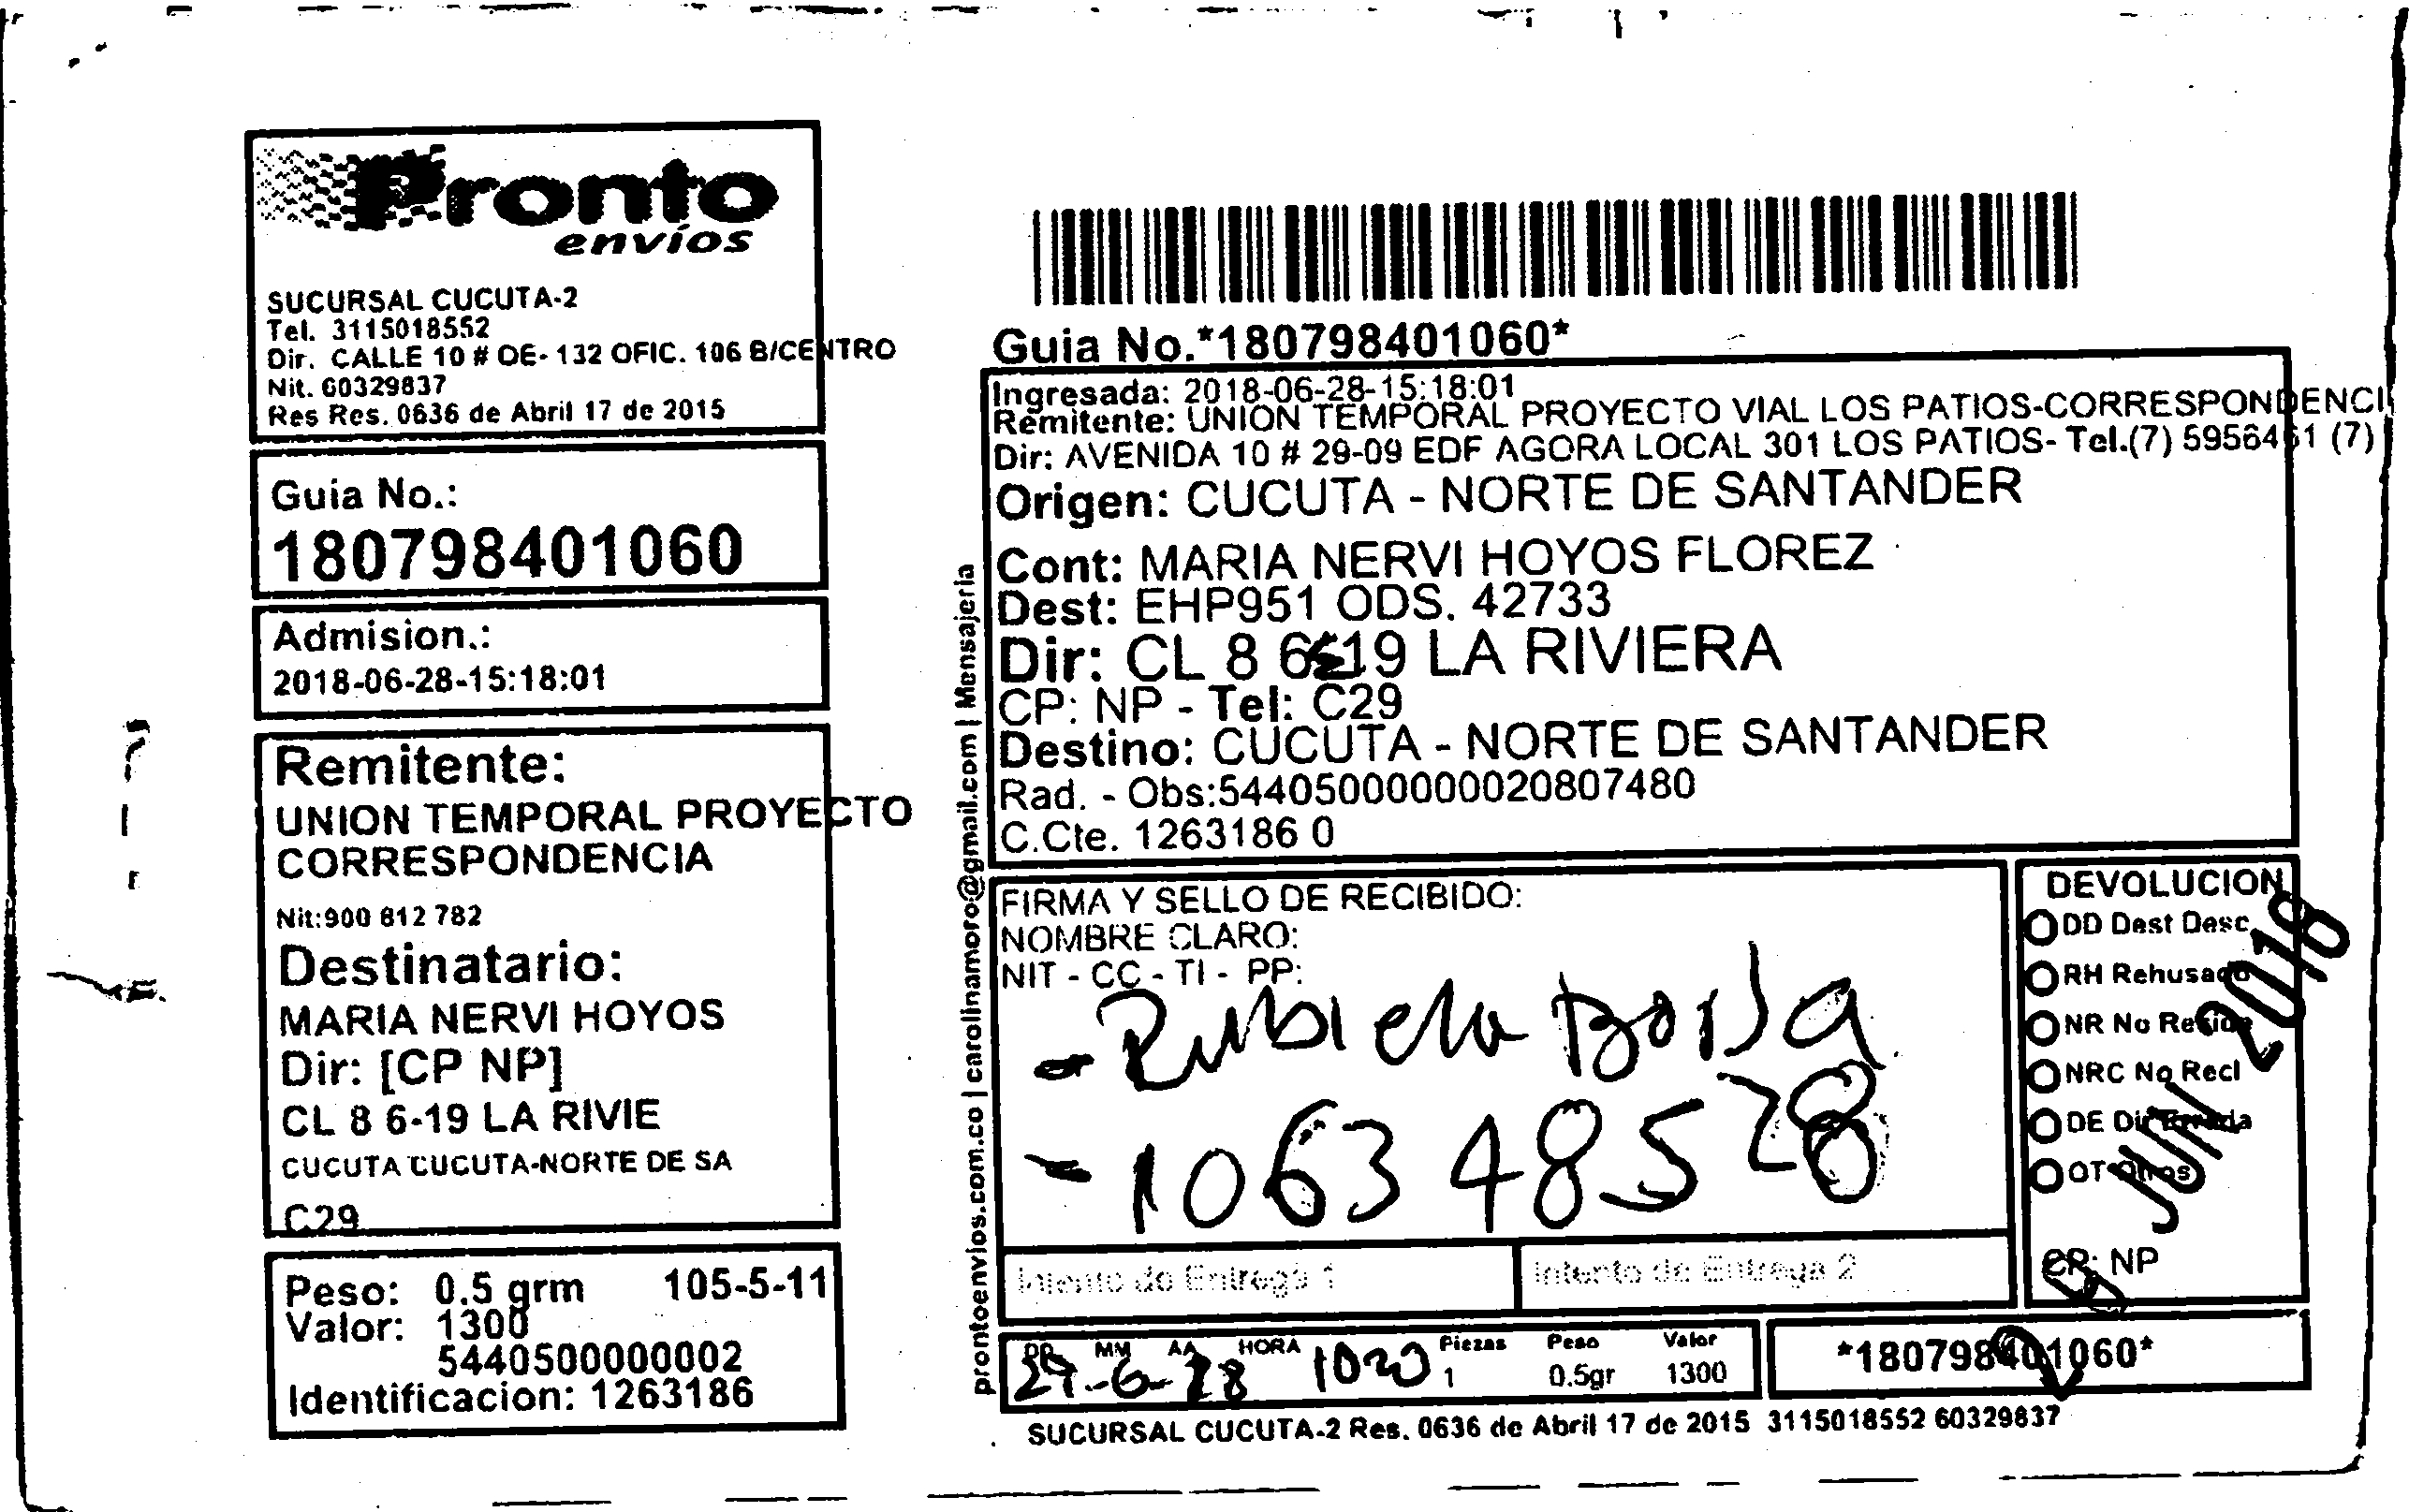 Pronto
envíos
SUCURSAL CUCUTA-2
Tel. 3115018552
Dir. CALLE 10 # OE- 132 OFIC. 106 B/CENTRO
Nit. 60329837
Res Res. 0636 de Abril 17 de 2015
Guia No.:
180798401060
Admision.:
2018-06-28-15:18:01
Remitente:
UNION TEMPORAL PROYECTO
CORRESPONDENCIA
Nit:900 812 782
Destinatario:
MARIA NERVI HOYOS
Dir: [CP NP]
CL 8 6-19 LA RIVIE
CUCUTA CUCUTA-NORTE DE SA
C29
Peso: 0.5 grm 105-5-11
Valor: 1300
5440500000002
Identificacion: 1263186
prontoenvios.com.co | carolinamoro@gmail.com | Mensajeria
Guia No.*180798401060*
Ingresada: 2018-06-28-15:18:01
Remitente: UNION TEMPORAL PROYECTO VIAL LOS PATIOS-CORRESPONDENCI
Dir: AVENIDA 10 # 29-09 EDF AGORA LOCAL 301 LOS PATIOS- Tel.(7) 5956461 (7)
Origen: CUCUTA - NORTE DE SANTANDER
Cont: MARIA NERVI HOYOS FLOREZ
Dest: EHP951 ODS. 42733
Dir: CL 8 6-19 LA RIVIERA
CP: NP - Tel: C29
Destino: CUCUTA - NORTE DE SANTANDER
Rad. - Obs:544050000000020807480
C.Cte. 1263186 0
FIRMA Y SELLO DE RECIBIDO:
NOMBRE CLARO:
NIT - CC - TI - PP:
- Rubiela Borja
- 106348528
Intento de Entrega 1
Intento de Entrega 2
DEVOLUCION
DD Dest Desc
RH Rehusado
NR No Reside
NRC No Recl
DE Dir Errada
OT Otros
CP: NP
JUN 2018
DD MM AA HORA Piezas Peso Valor
29-6-18 1020 1 0.5gr 1300
*180798401060*
SUCURSAL CUCUTA-2 Res. 0636 de Abril 17 de 2015 3115018552 60329837